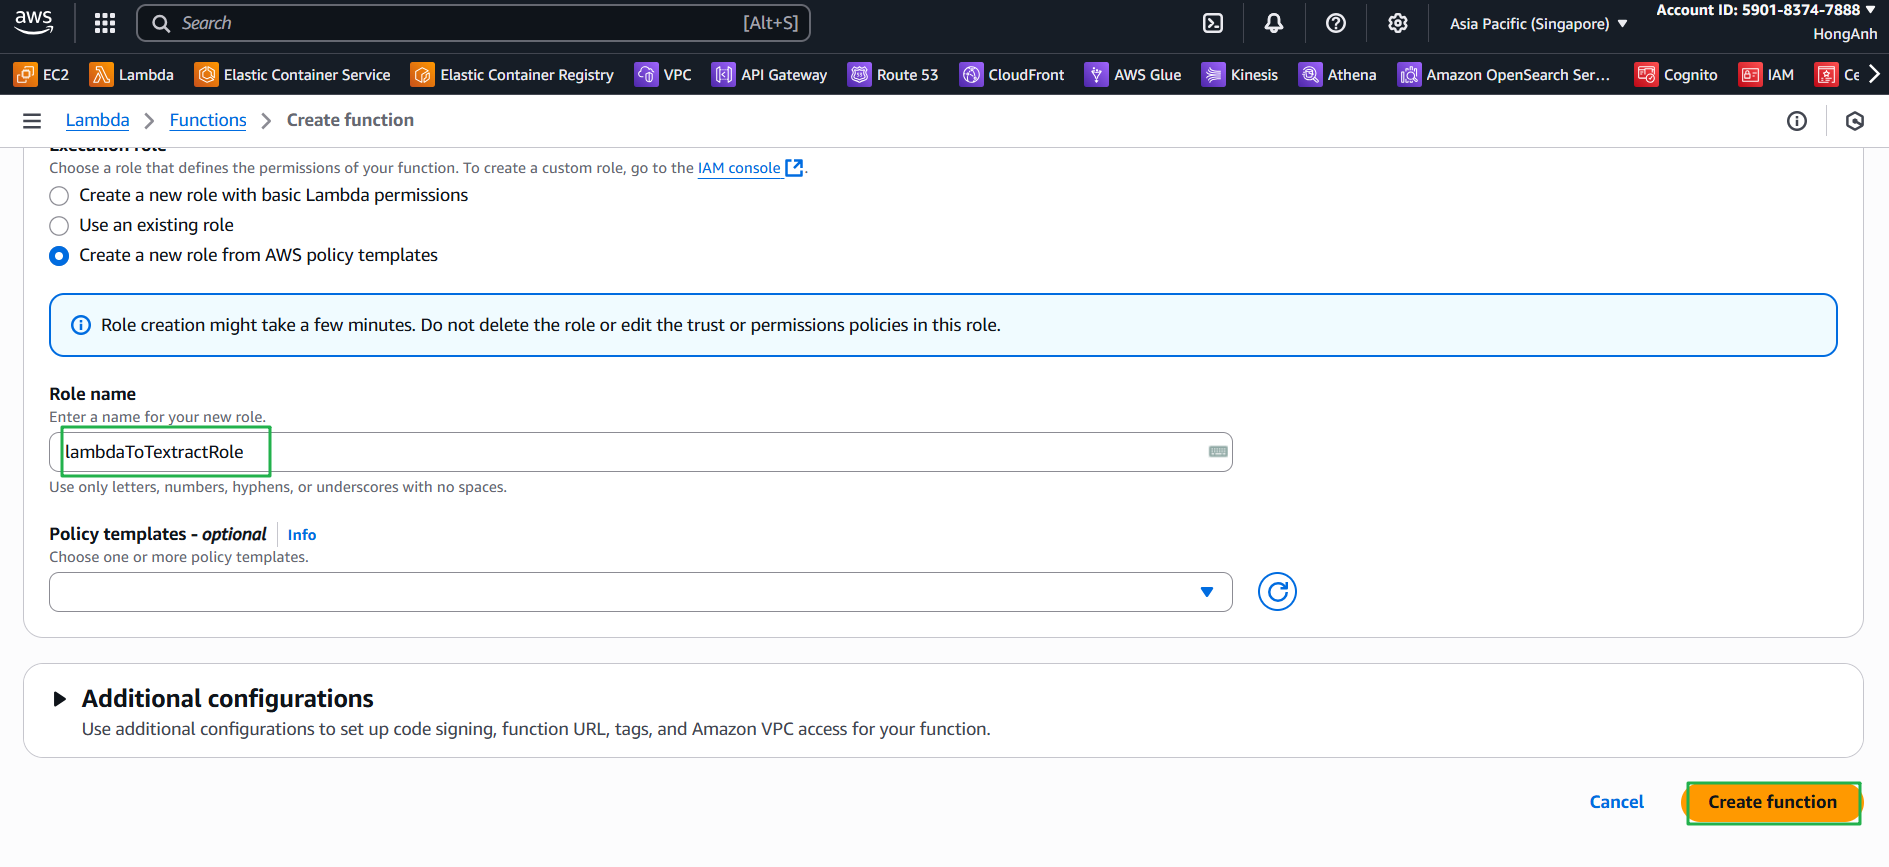 aws
Search [Alt+S]
Asia Pacific (Singapore)
Account ID: 5901-8374-7888
HongAnh
EC2 Lambda Elastic Container Service Elastic Container Registry VPC API Gateway Route 53 CloudFront AWS Glue Kinesis Athena Amazon OpenSearch Ser... Cognito IAM Ce
Lambda Functions Create function
Execution role
Choose a role that defines the permissions of your function. To create a custom role, go to the IAM console.
Create a new role with basic Lambda permissions
Use an existing role
Create a new role from AWS policy templates
Role creation might take a few minutes. Do not delete the role or edit the trust or permissions policies in this role.
Role name
Enter a name for your new role.
lambdaToTextractRole
Use only letters, numbers, hyphens, or underscores with no spaces.
Policy templates - optional Info
Choose one or more policy templates.
Additional configurations
Use additional configurations to set up code signing, function URL, tags, and Amazon VPC access for your function.
Cancel Create function